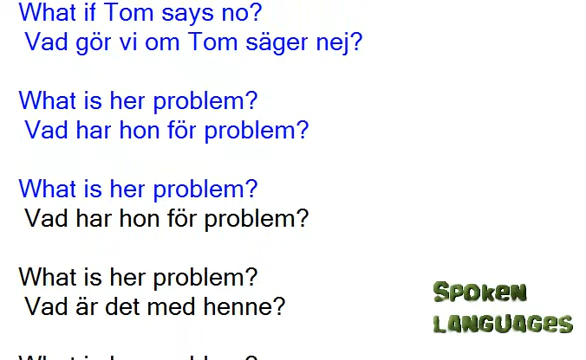 What if Tom says no?
Vad gör vi om Tom säger nej?
What is her problem?
Vad har hon för problem?
What is her problem?
Vad har hon för problem?
What is her problem?
Vad är det med henne?
SPOKEN
LANGUAGES